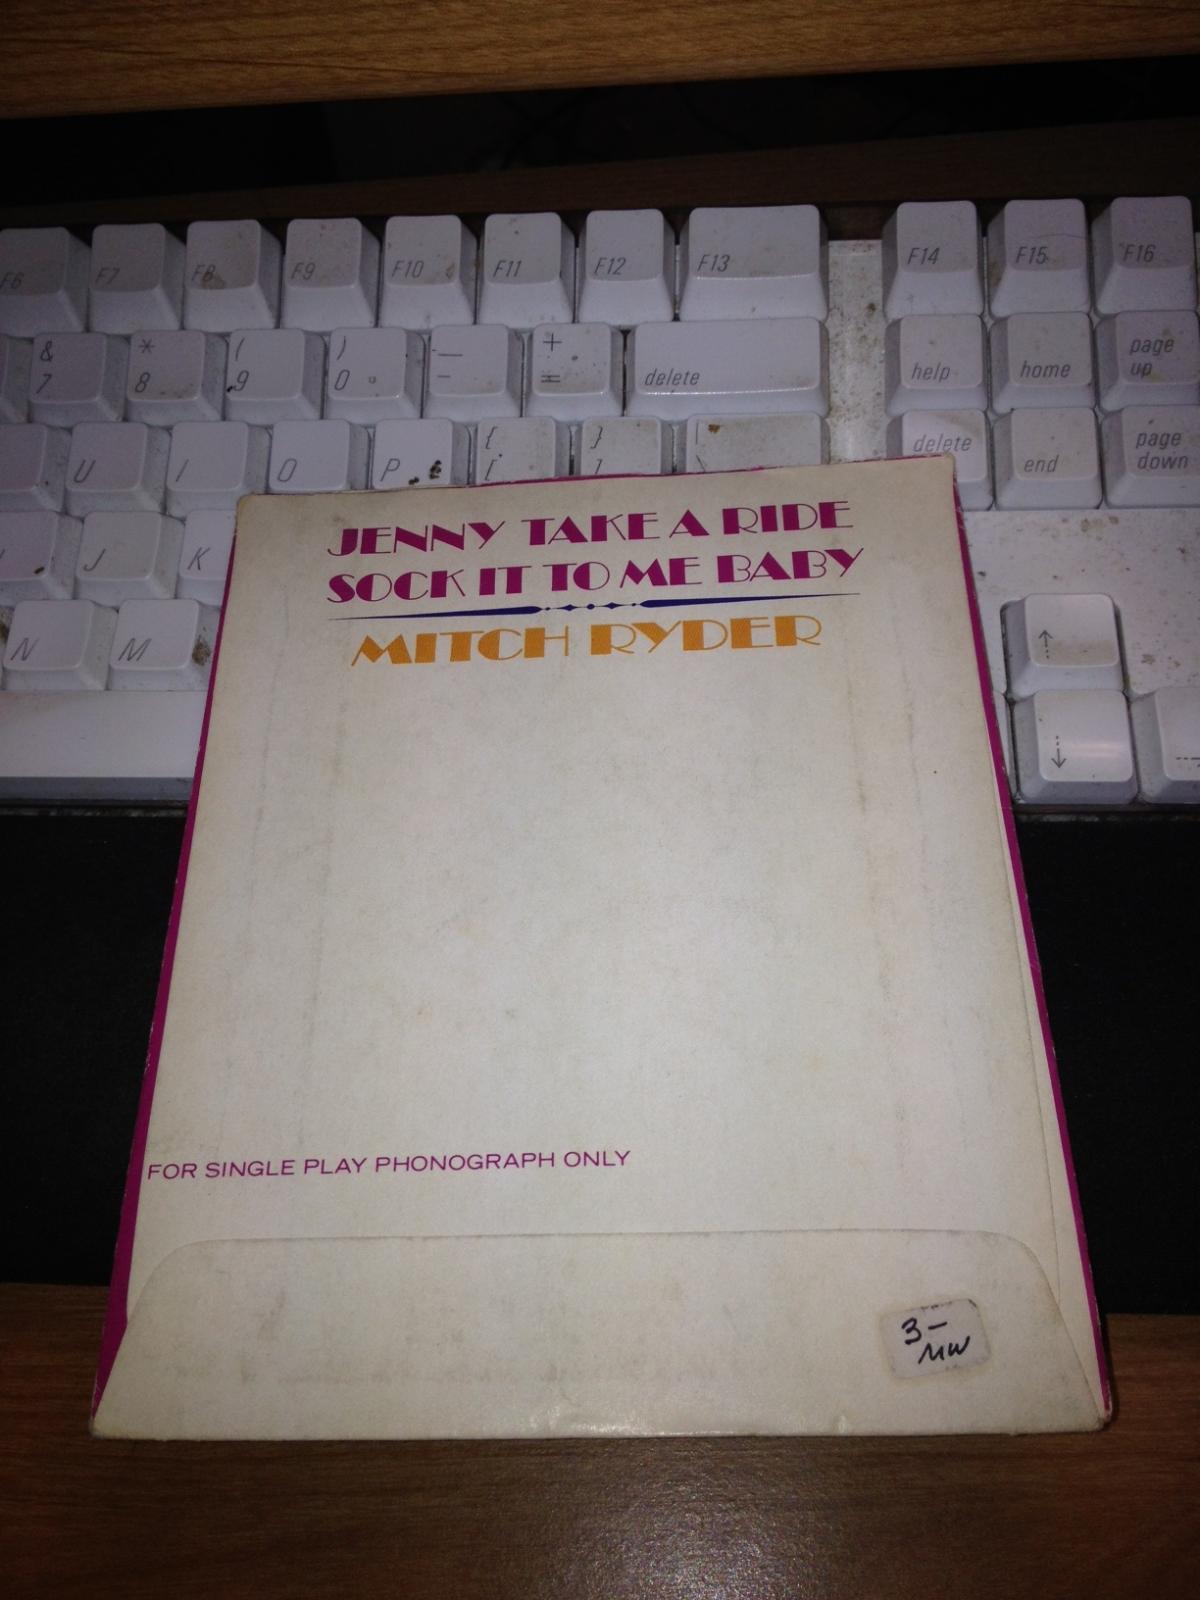 F6 F7 F8 F9 F10 F11 F12 F13 F14 F15 F16
& * ( ) — +
7 8 9 0 - = delete help home page up
U I O P { [ } ] | \ delete end page down
J K
N M
JENNY TAKE A RIDE
SOCK IT TO ME BABY
MITCH RYDER
FOR SINGLE PLAY PHONOGRAPH ONLY
3-
MW